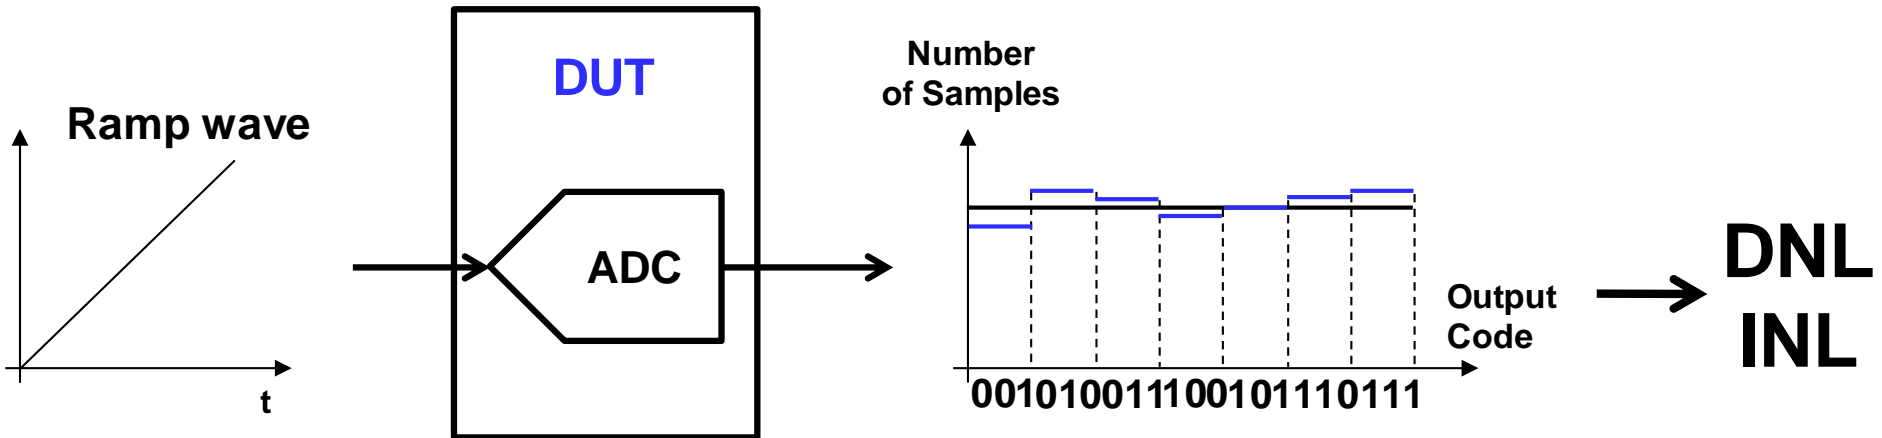 Ramp wave
t
DUT
ADC
Number
of Samples
Output
Code
001010011100101110111
DNL
INL